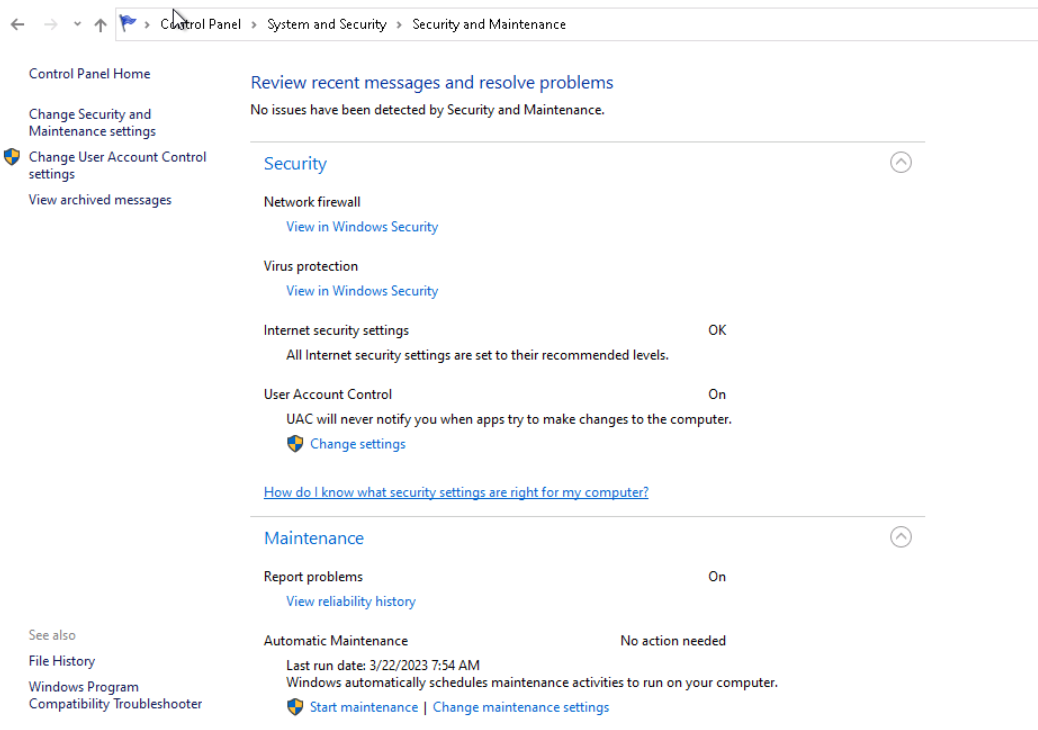 Control Panel > System and Security > Security and Maintenance
Control Panel Home
Change Security and
Maintenance settings
Change User Account Control
settings
View archived messages
Review recent messages and resolve problems
No issues have been detected by Security and Maintenance.
Security
Network firewall
View in Windows Security
Virus protection
View in Windows Security
Internet security settings OK
All Internet security settings are set to their recommended levels.
User Account Control On
UAC will never notify you when apps try to make changes to the computer.
Change settings
How do I know what security settings are right for my computer?
Maintenance
Report problems On
View reliability history
Automatic Maintenance No action needed
Last run date: 3/22/2023 7:54 AM
Windows automatically schedules maintenance activities to run on your computer.
Start maintenance | Change maintenance settings
See also
File History
Windows Program
Compatibility Troubleshooter